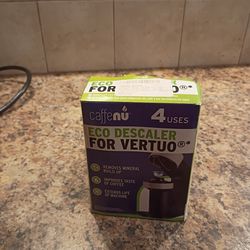 ECO DESCALER
FOR VERTUO®*
caffenu
4 USES
ECO DESCALER
FOR VERTUO®*
REMOVES MINERAL
BUILD UP
IMPROVES TASTE
OF COFFEE
EXTENDS LIFE
OF MACHINE